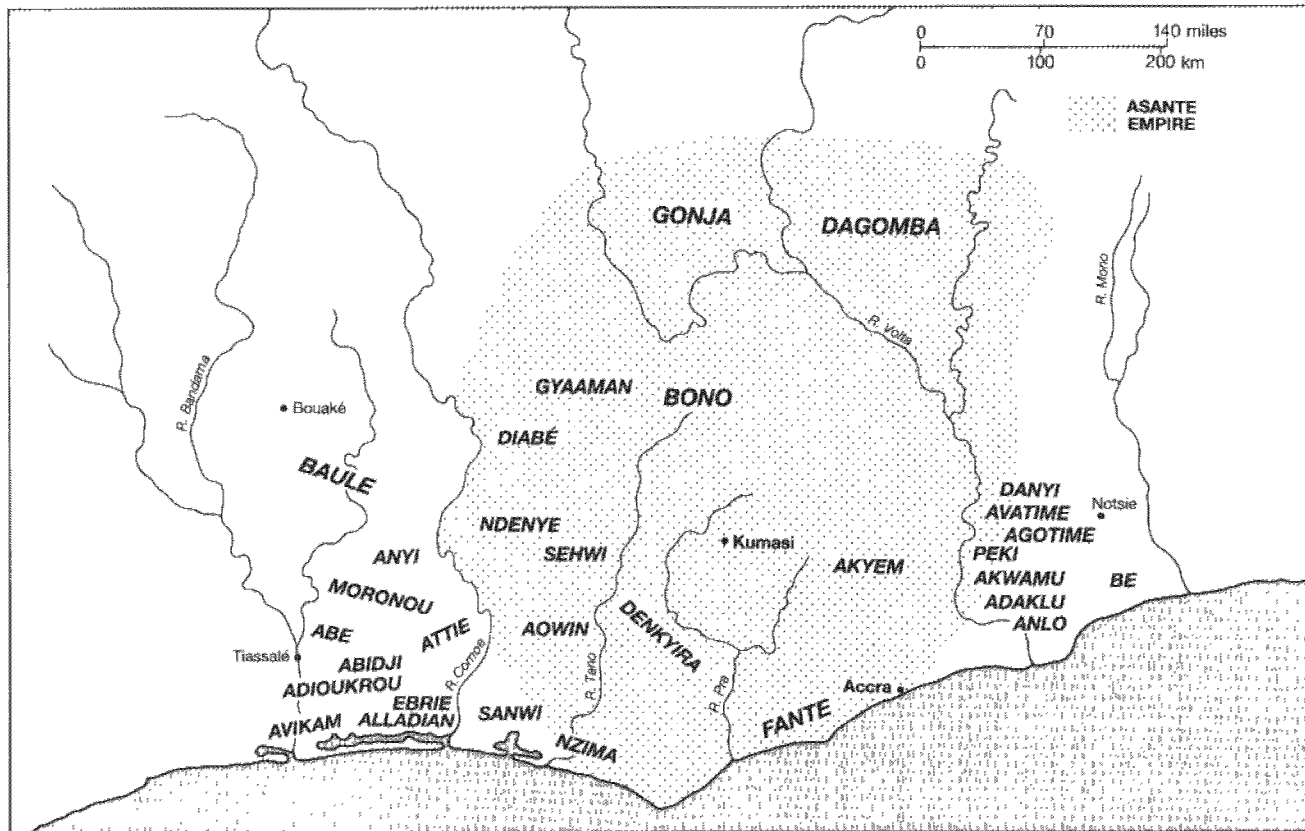 0 70 140 miles
0 100 200 km
ASANTE
EMPIRE
GONJA
DAGOMBA
R. Mono
R. Volta
R. Bandama
Bouaké
GYAAMAN
BONO
DIABÉ
BAULE
DANYI
Notsie
AVATIME
AGOTIME
NDENYE
Kumasi
SEHWI
ANYI
PEKI
AKYEM
AKWAMU
BE
MORONOU
ADAKLU
ANLO
ABE
ATTIE
AOWIN
DENKYIRA
Tiassalé
ABIDJI
R. Comoe
R. Tano
ADIOUKROU
R. Pra
Accra
EBRIE
SANWI
FANTE
AVIKAM
ALLADIAN
NZIMA